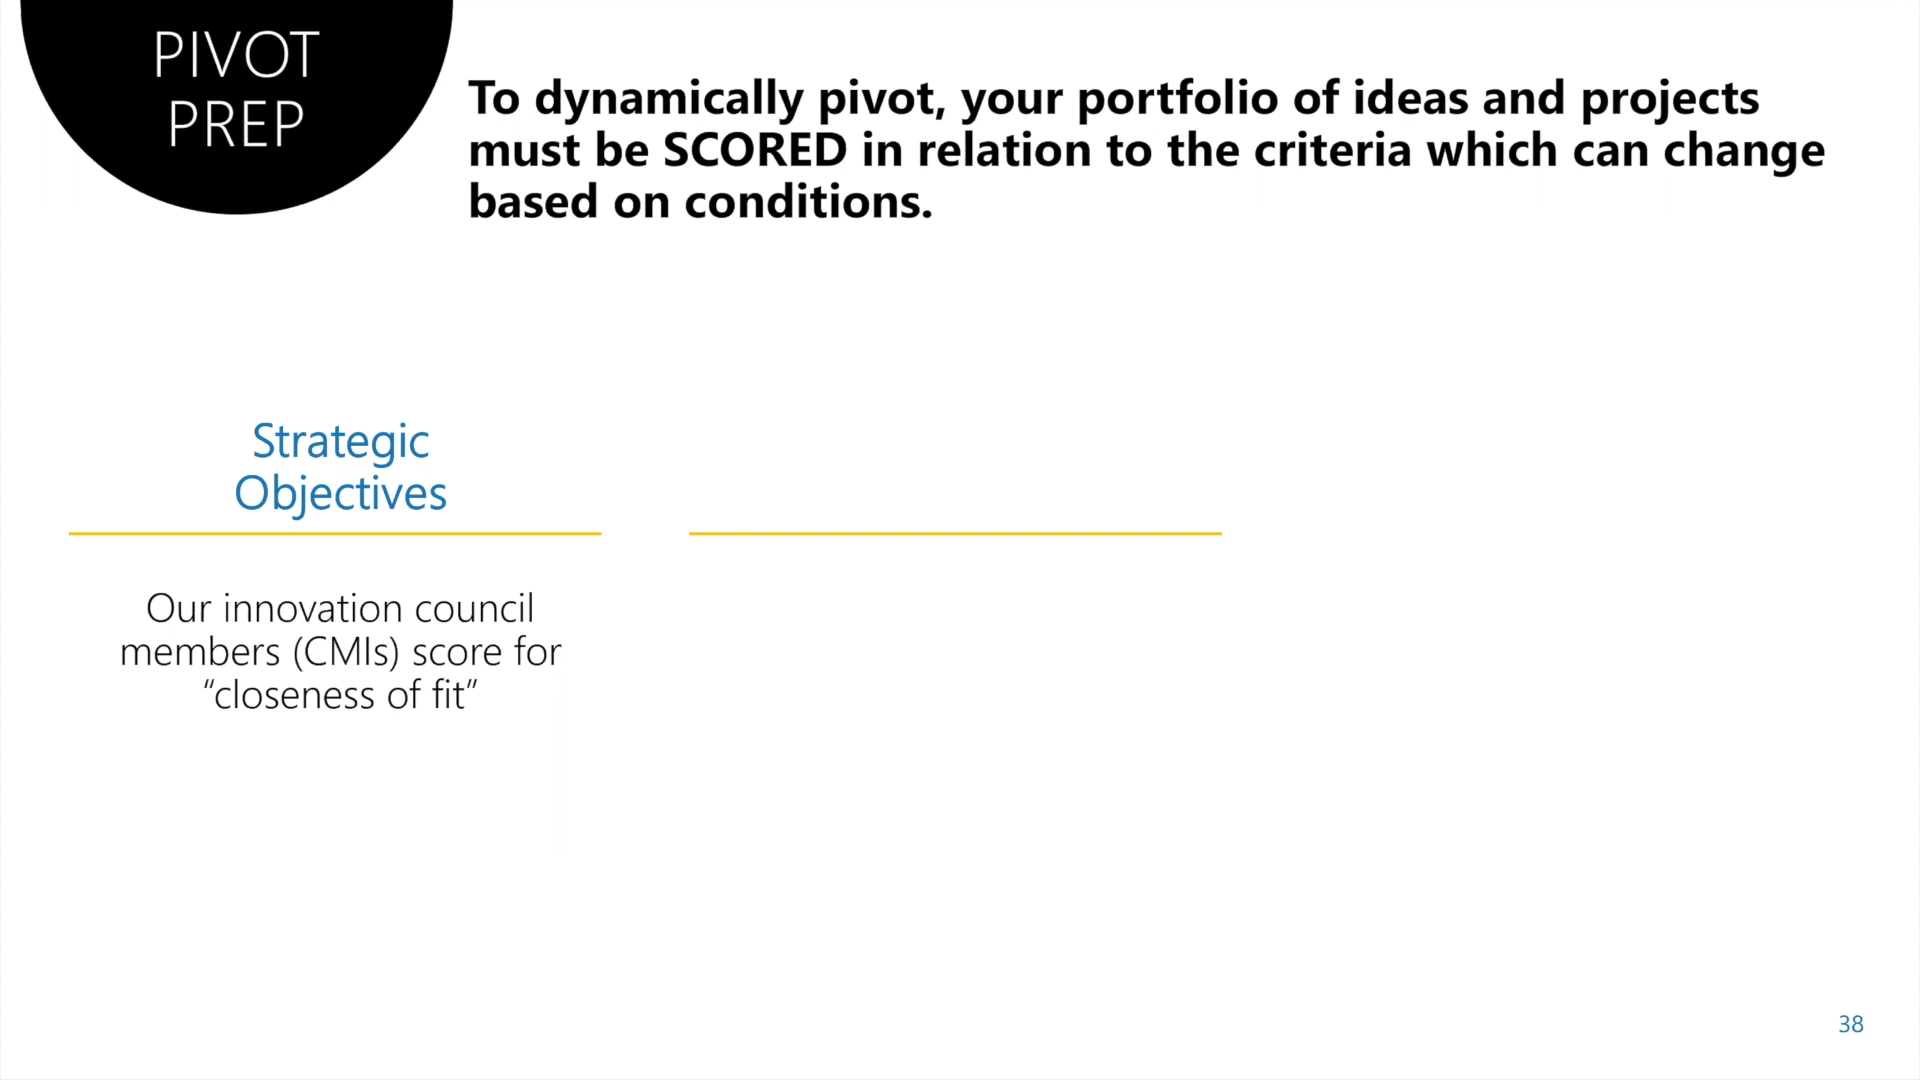 PIVOT
PREP
To dynamically pivot, your portfolio of ideas and projects
must be SCORED in relation to the criteria which can change
based on conditions.
Strategic
Objectives
Our innovation council
members (CMIs) score for
“closeness of fit”
38